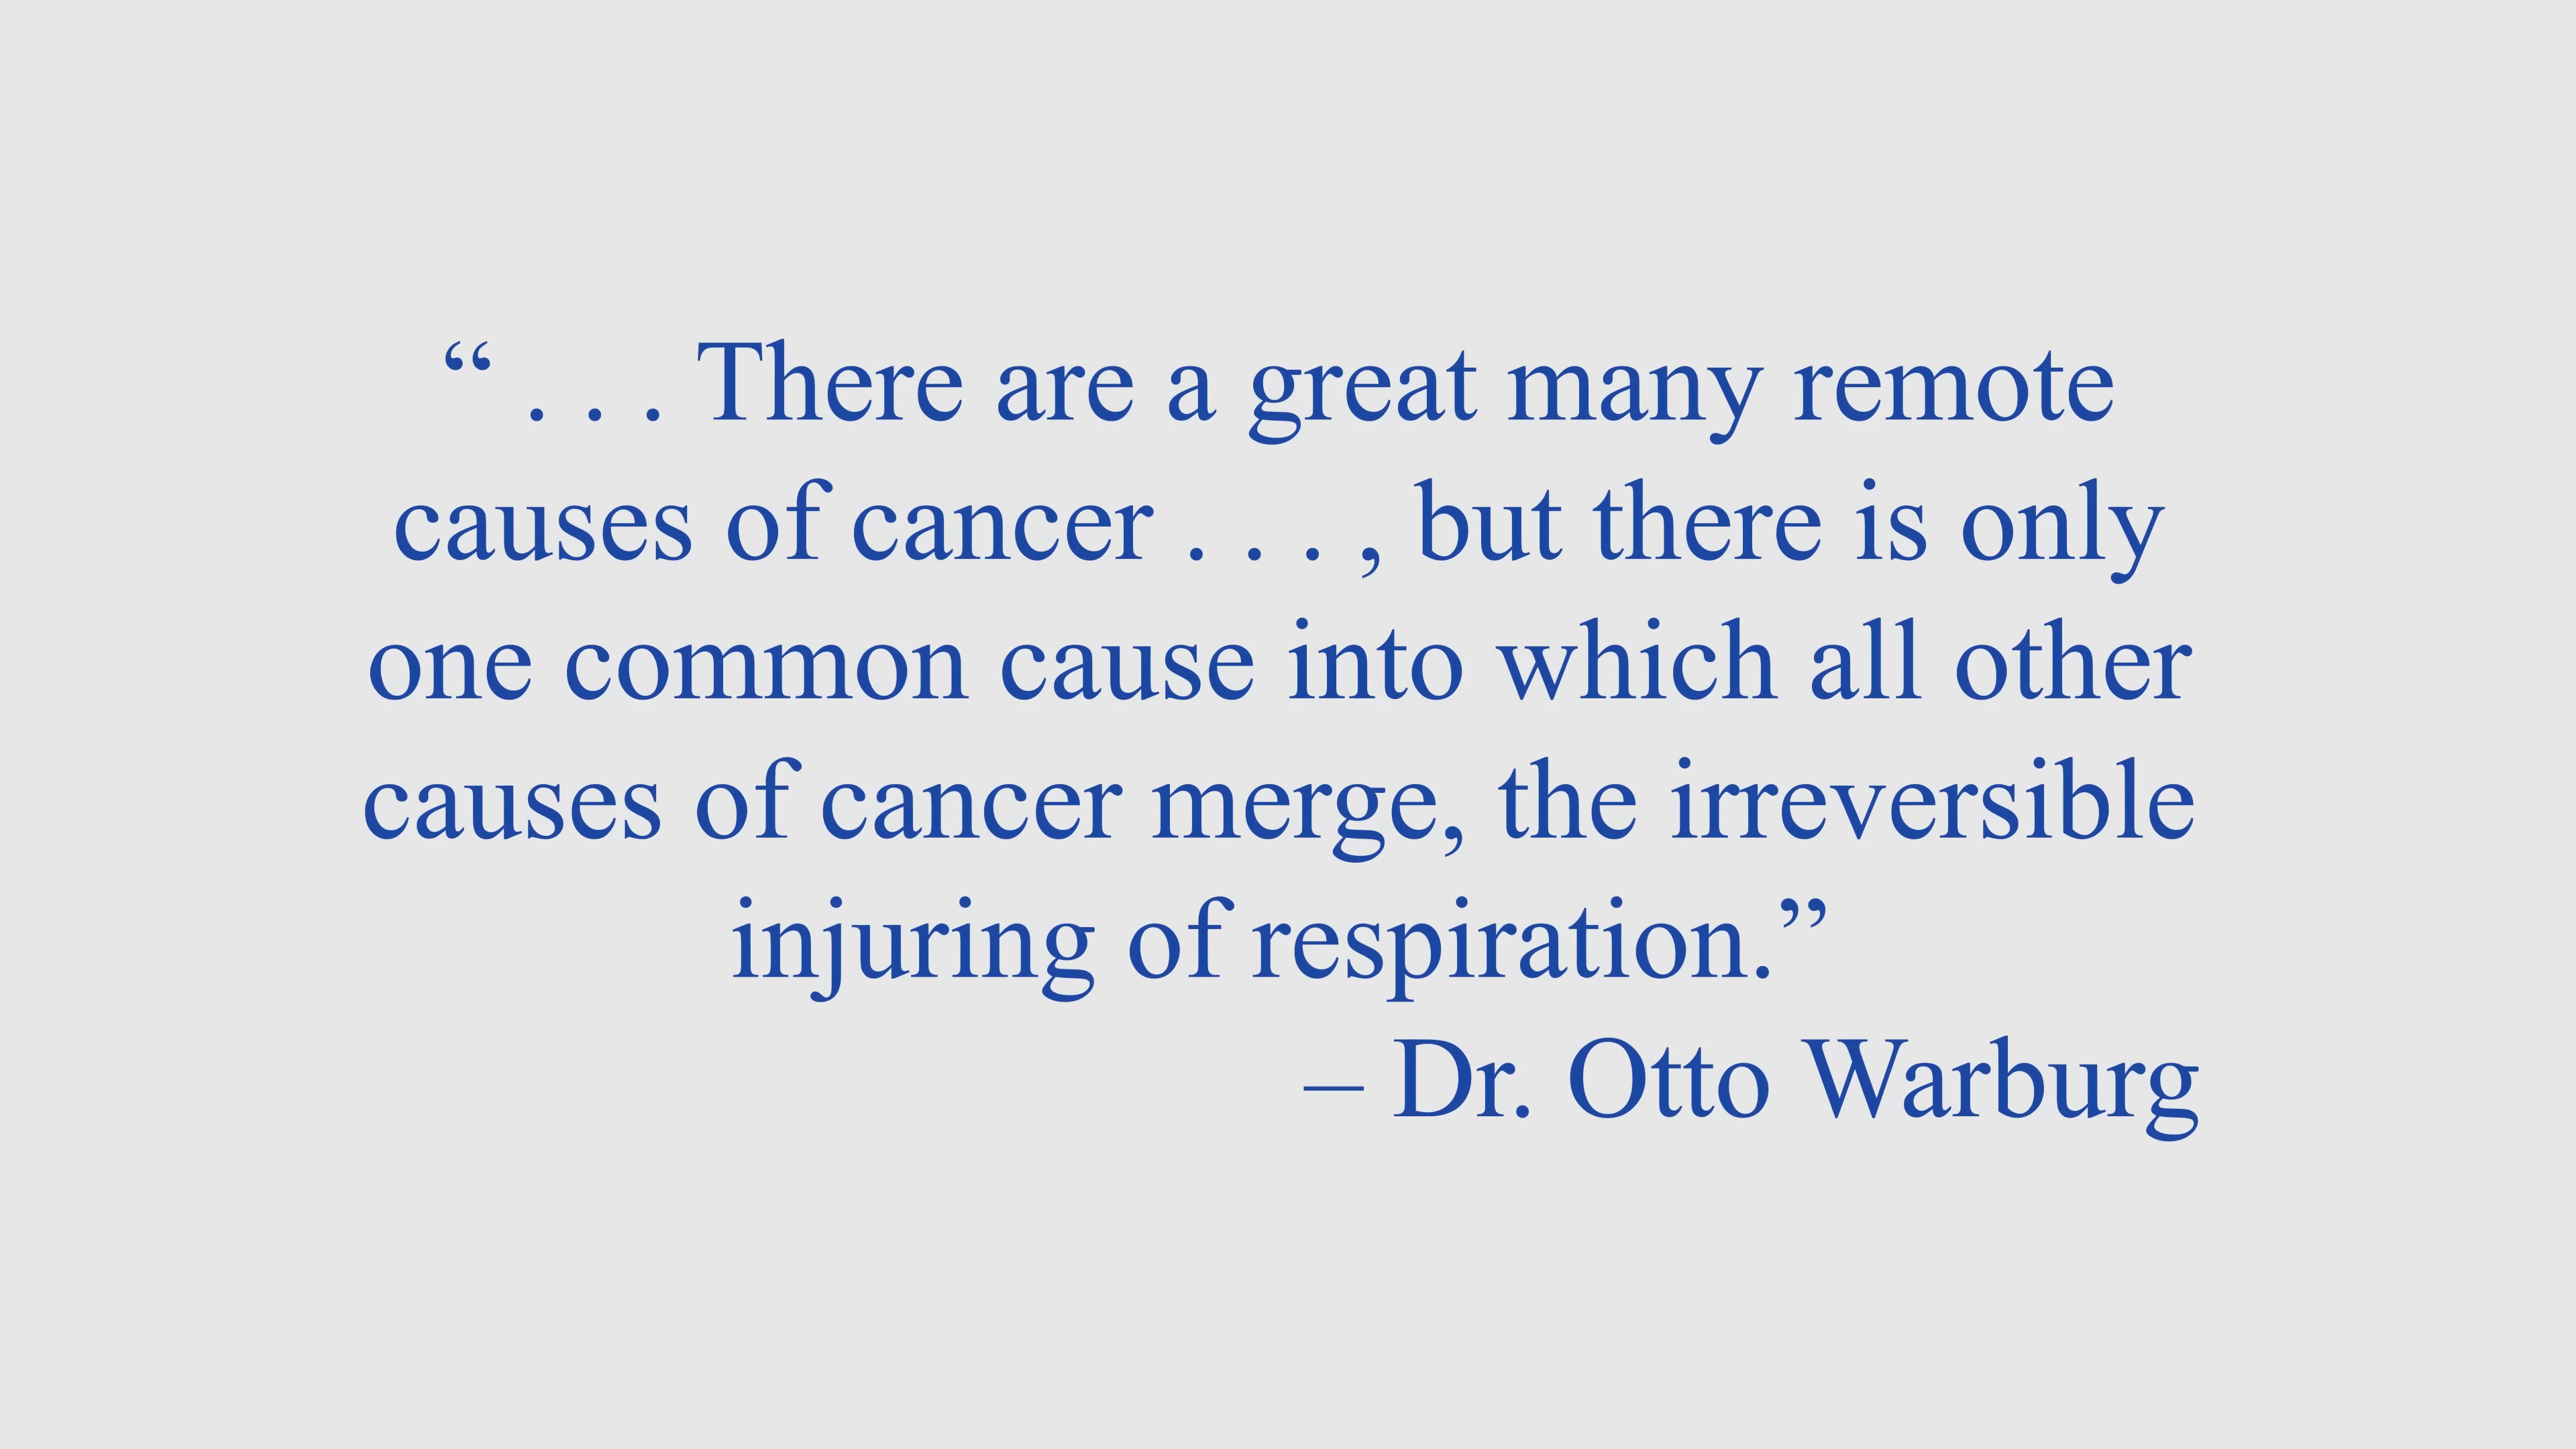 “ . . . There are a great many remote
causes of cancer . . . , but there is only
one common cause into which all other
causes of cancer merge, the irreversible
injuring of respiration.”
– Dr. Otto Warburg